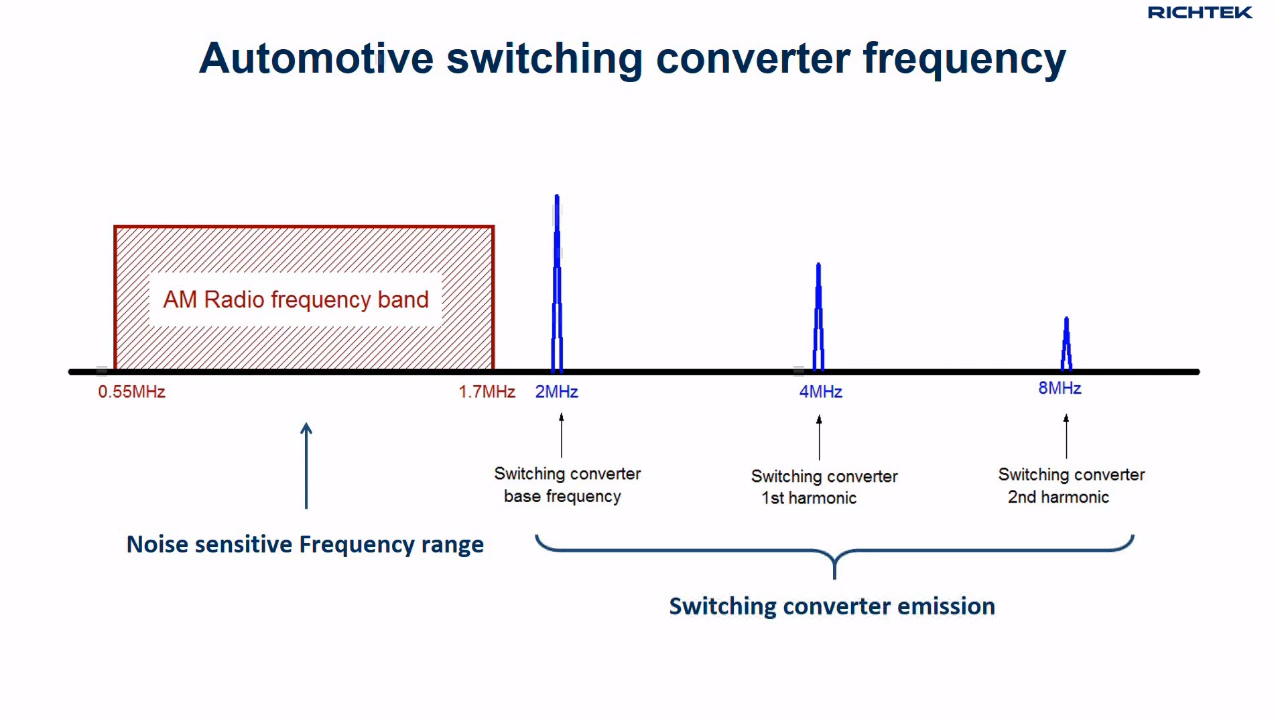 RICHTEK
Automotive switching converter frequency
AM Radio frequency band
0.55MHz
1.7MHz
2MHz
4MHz
8MHz
Switching converter
base frequency
Switching converter
1st harmonic
Switching converter
2nd harmonic
Noise sensitive Frequency range
Switching converter emission